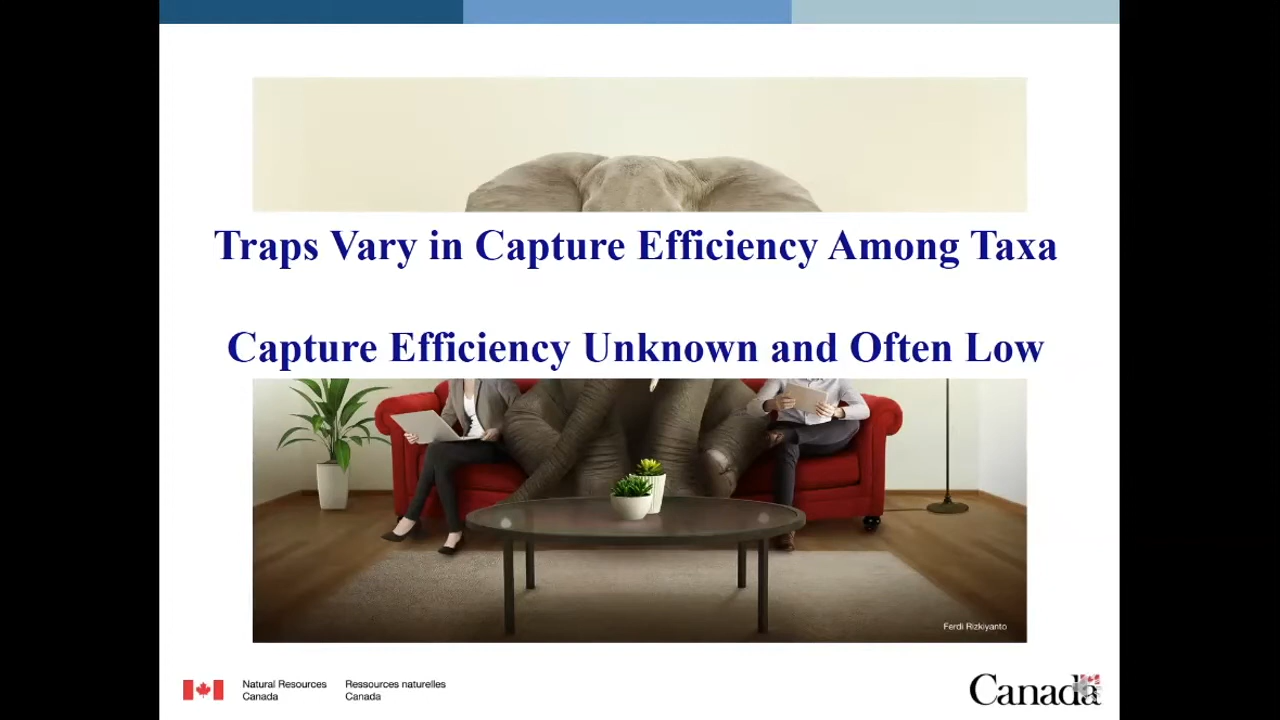 Traps Vary in Capture Efficiency Among Taxa
Capture Efficiency Unknown and Often Low
Ferdi Rizkiyanto
Natural Resources Canada
Ressources naturelles Canada
Canada